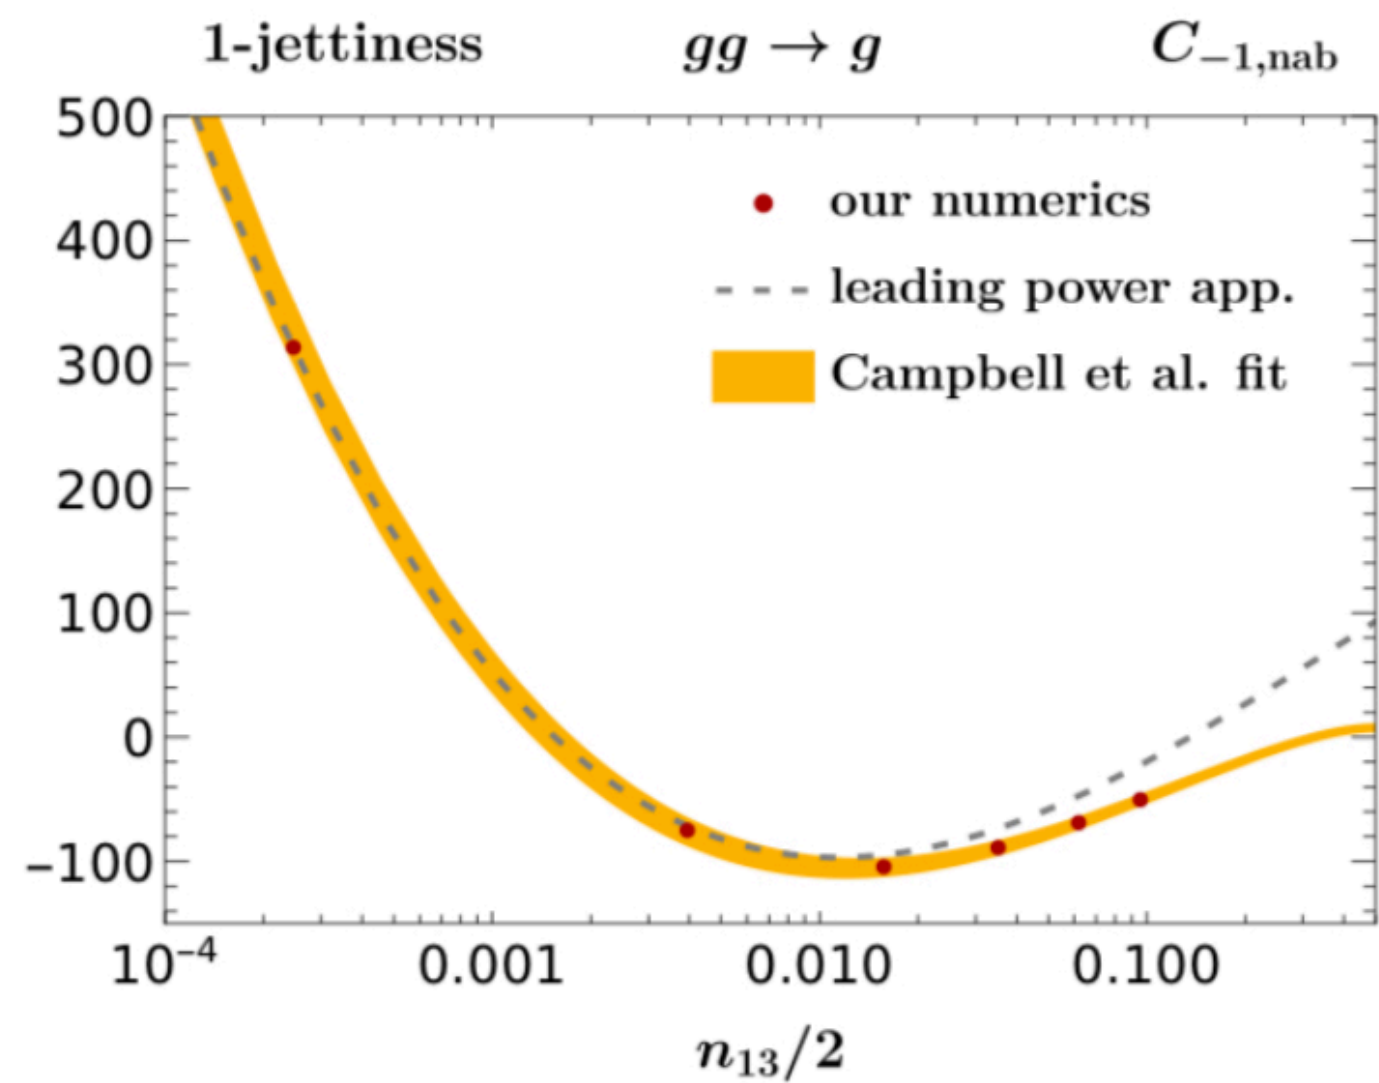 1-jettiness gg → g C₋₁,nab
500
400
300
200
100
0
–100
our numerics
leading power app.
Campbell et al. fit
10⁻⁴ 0.001 0.010 0.100
n₁₃/2